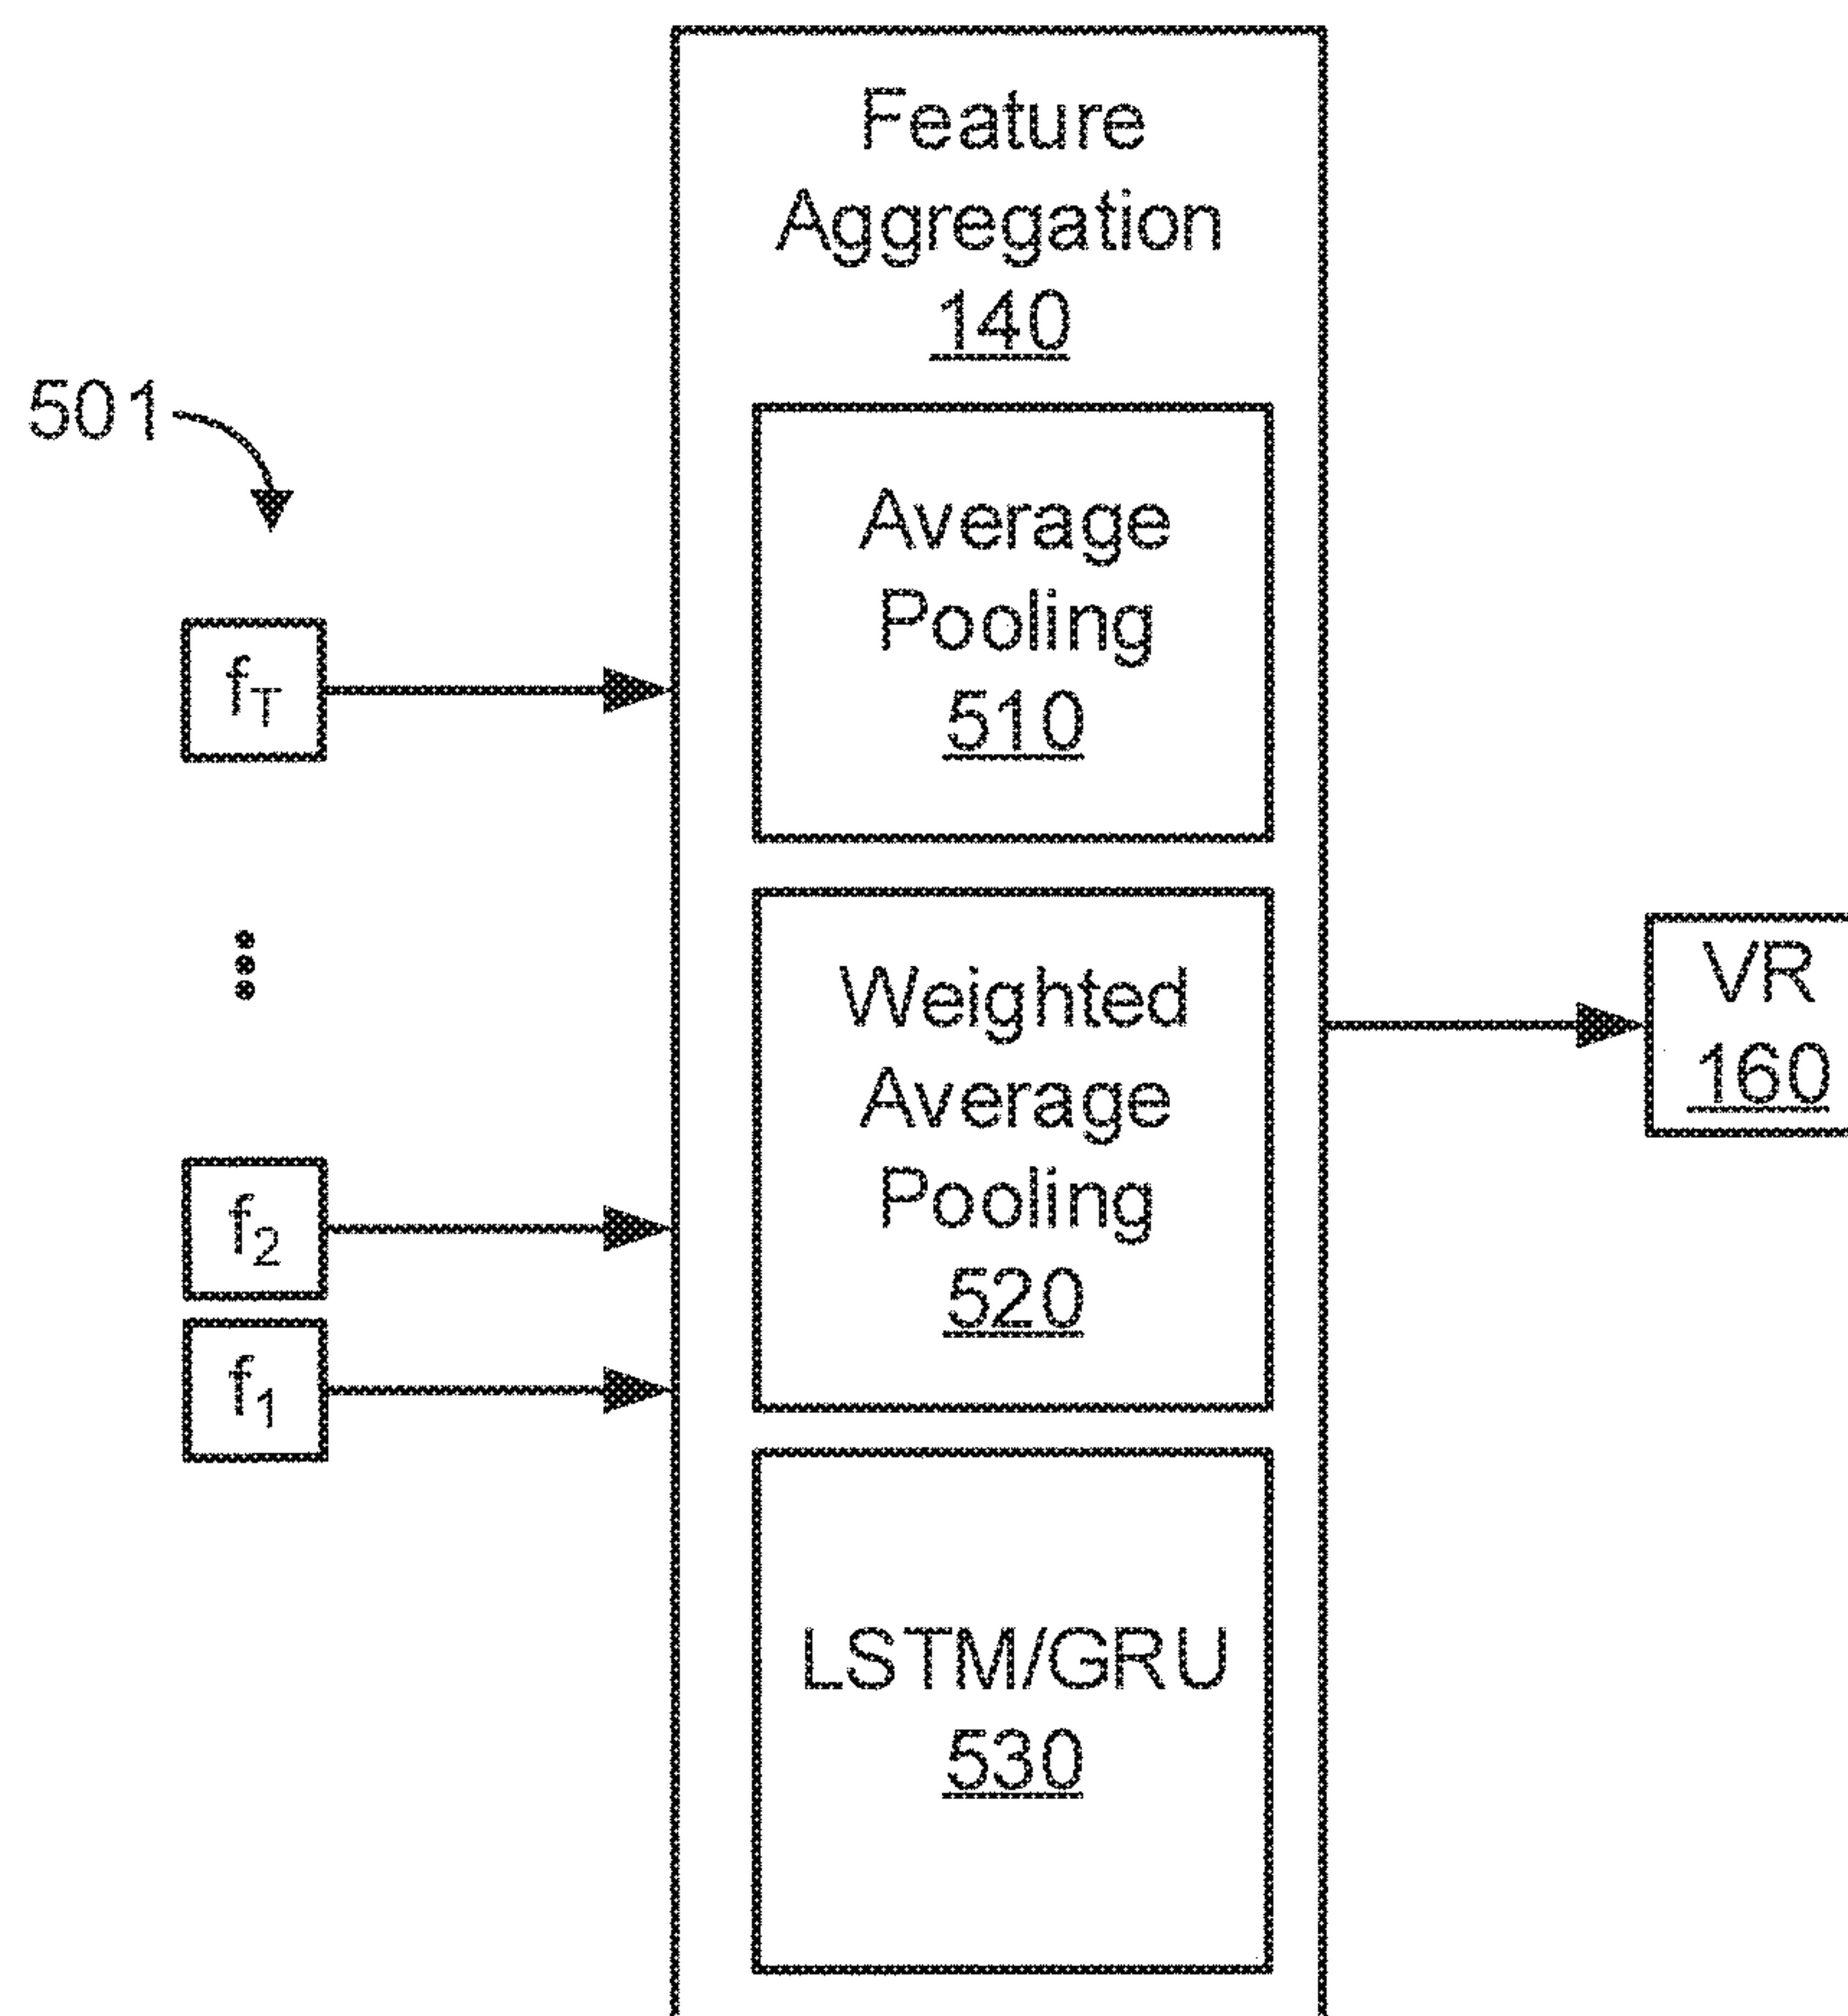 Feature
Aggregation
140
501
Average
Pooling
510
f_T
Weighted
Average
Pooling
520
VR
160
f_2
f_1
LSTM/GRU
530